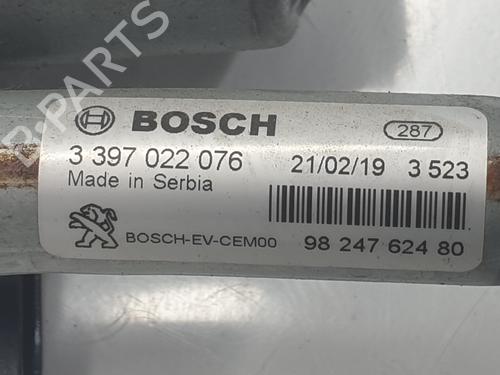 BOSCH
287
3 397 022 076 21/02/19 3 523
Made in Serbia
BOSCH-EV-CEM00 98 247 624 80
B-PARTS